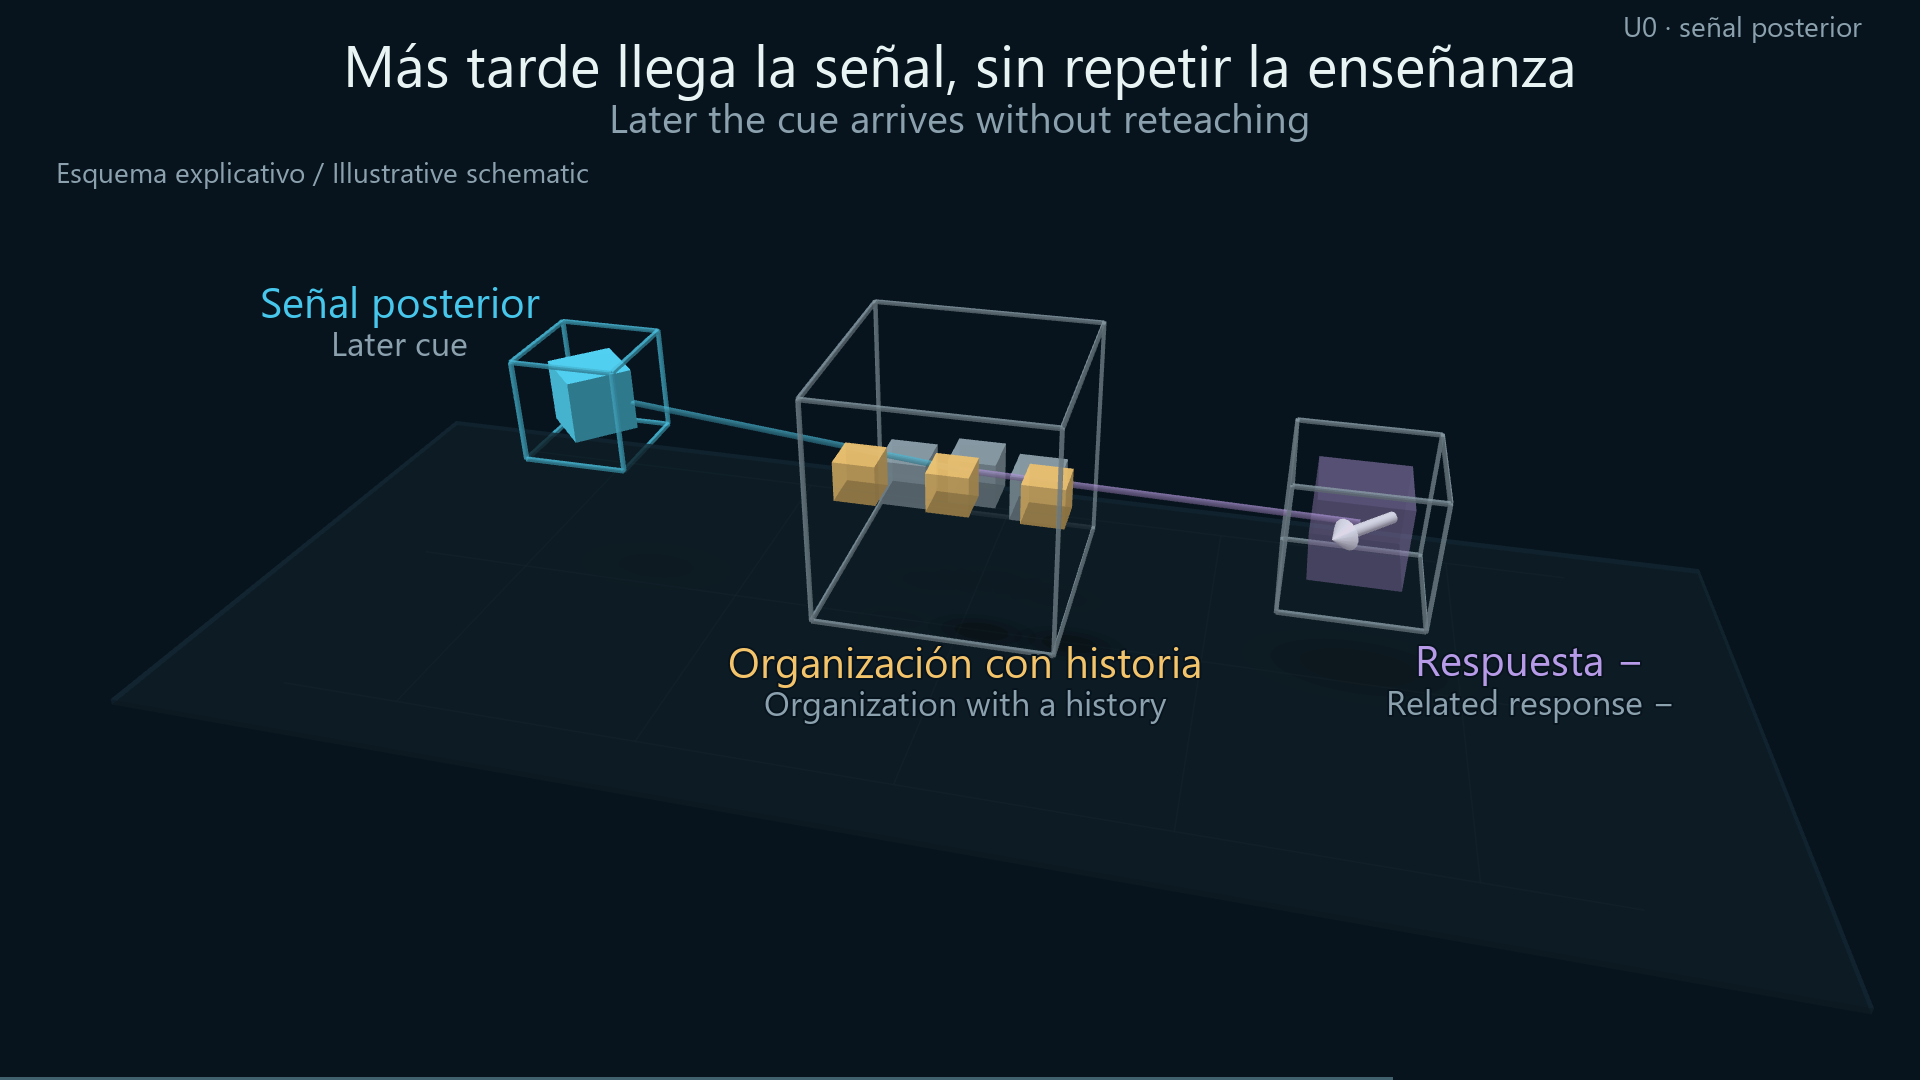 U0 · señal posterior
Más tarde llega la señal, sin repetir la enseñanza
Later the cue arrives without reteaching
Esquema explicativo / Illustrative schematic
Señal posterior
Later cue
Organización con historia
Organization with a history
Respuesta –
Related response –